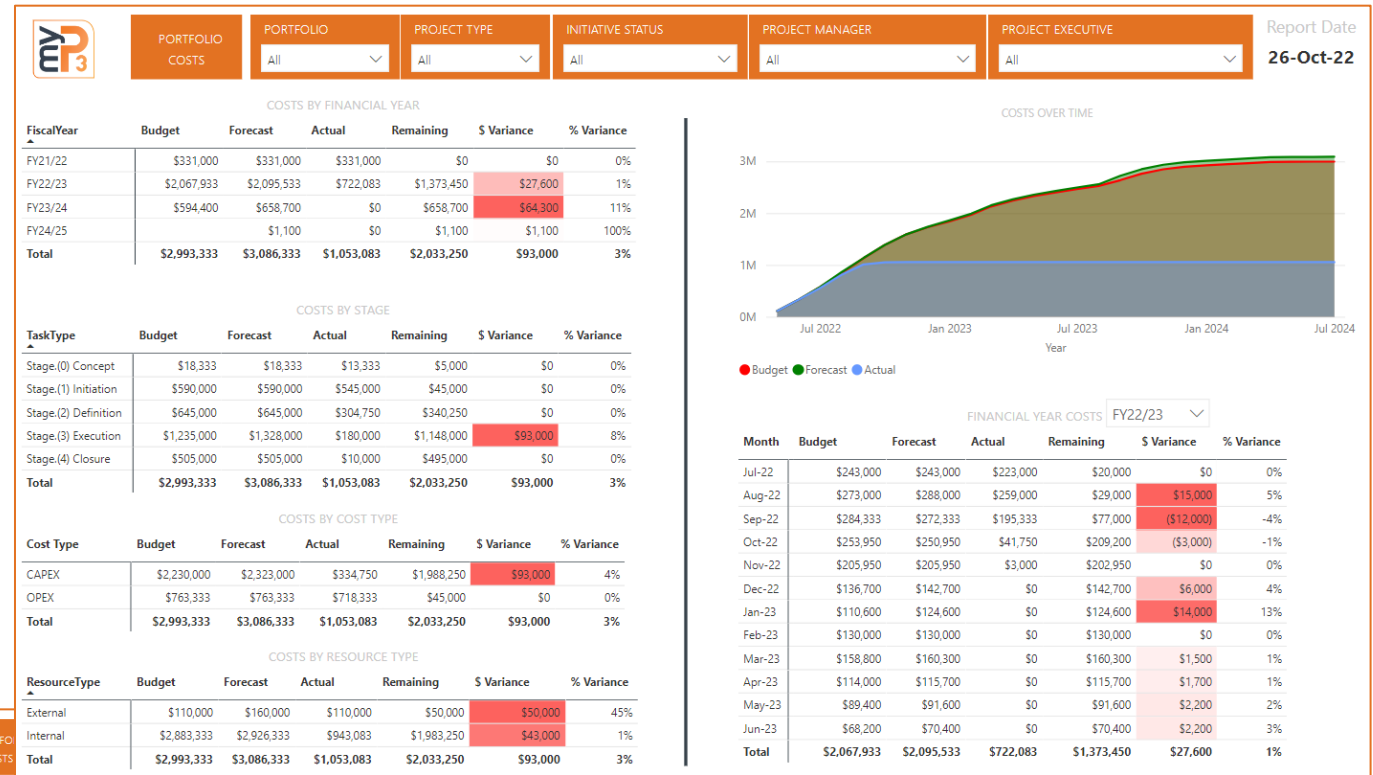 myP3
PORTFOLIO
COSTS
PORTFOLIO
All
PROJECT TYPE
All
INITIATIVE STATUS
All
PROJECT MANAGER
All
PROJECT EXECUTIVE
All
Report Date
26-Oct-22
COSTS BY FINANCIAL YEAR
FiscalYear Budget Forecast Actual Remaining $ Variance % Variance
FY21/22 $331,000 $331,000 $331,000 $0 $0 0%
FY22/23 $2,067,933 $2,095,533 $722,083 $1,373,450 $27,600 1%
FY23/24 $594,400 $658,700 $0 $658,700 $64,300 11%
FY24/25 $1,100 $0 $1,100 $1,100 100%
Total $2,993,333 $3,086,333 $1,053,083 $2,033,250 $93,000 3%
COSTS BY STAGE
TaskType Budget Forecast Actual Remaining $ Variance % Variance
Stage.(0) Concept $18,333 $18,333 $13,333 $5,000 $0 0%
Stage.(1) Initiation $590,000 $590,000 $545,000 $45,000 $0 0%
Stage.(2) Definition $645,000 $645,000 $304,750 $340,250 $0 0%
Stage.(3) Execution $1,235,000 $1,328,000 $180,000 $1,148,000 $93,000 8%
Stage.(4) Closure $505,000 $505,000 $10,000 $495,000 $0 0%
Total $2,993,333 $3,086,333 $1,053,083 $2,033,250 $93,000 3%
COSTS BY COST TYPE
Cost Type Budget Forecast Actual Remaining $ Variance % Variance
CAPEX $2,230,000 $2,323,000 $334,750 $1,988,250 $93,000 4%
OPEX $763,333 $763,333 $718,333 $45,000 $0 0%
Total $2,993,333 $3,086,333 $1,053,083 $2,033,250 $93,000 3%
COSTS BY RESOURCE TYPE
ResourceType Budget Forecast Actual Remaining $ Variance % Variance
External $110,000 $160,000 $110,000 $50,000 $50,000 45%
Internal $2,883,333 $2,926,333 $943,083 $1,983,250 $43,000 1%
Total $2,993,333 $3,086,333 $1,053,083 $2,033,250 $93,000 3%
COSTS OVER TIME
3M
2M
1M
0M
Jul 2022 Jan 2023 Jul 2023 Jan 2024 Jul 2024
Year
Budget Forecast Actual
FINANCIAL YEAR COSTS FY22/23
Month Budget Forecast Actual Remaining $ Variance % Variance
Jul-22 $243,000 $243,000 $223,000 $20,000 $0 0%
Aug-22 $273,000 $288,000 $259,000 $29,000 $15,000 5%
Sep-22 $284,333 $272,333 $195,333 $77,000 ($12,000) -4%
Oct-22 $253,950 $250,950 $41,750 $209,200 ($3,000) -1%
Nov-22 $205,950 $205,950 $3,000 $202,950 $0 0%
Dec-22 $136,700 $142,700 $0 $142,700 $6,000 4%
Jan-23 $110,600 $124,600 $0 $124,600 $14,000 13%
Feb-23 $130,000 $130,000 $0 $130,000 $0 0%
Mar-23 $158,800 $160,300 $0 $160,300 $1,500 1%
Apr-23 $114,000 $115,700 $0 $115,700 $1,700 1%
May-23 $89,400 $91,600 $0 $91,600 $2,200 2%
Jun-23 $68,200 $70,400 $0 $70,400 $2,200 3%
Total $2,067,933 $2,095,533 $722,083 $1,373,450 $27,600 1%